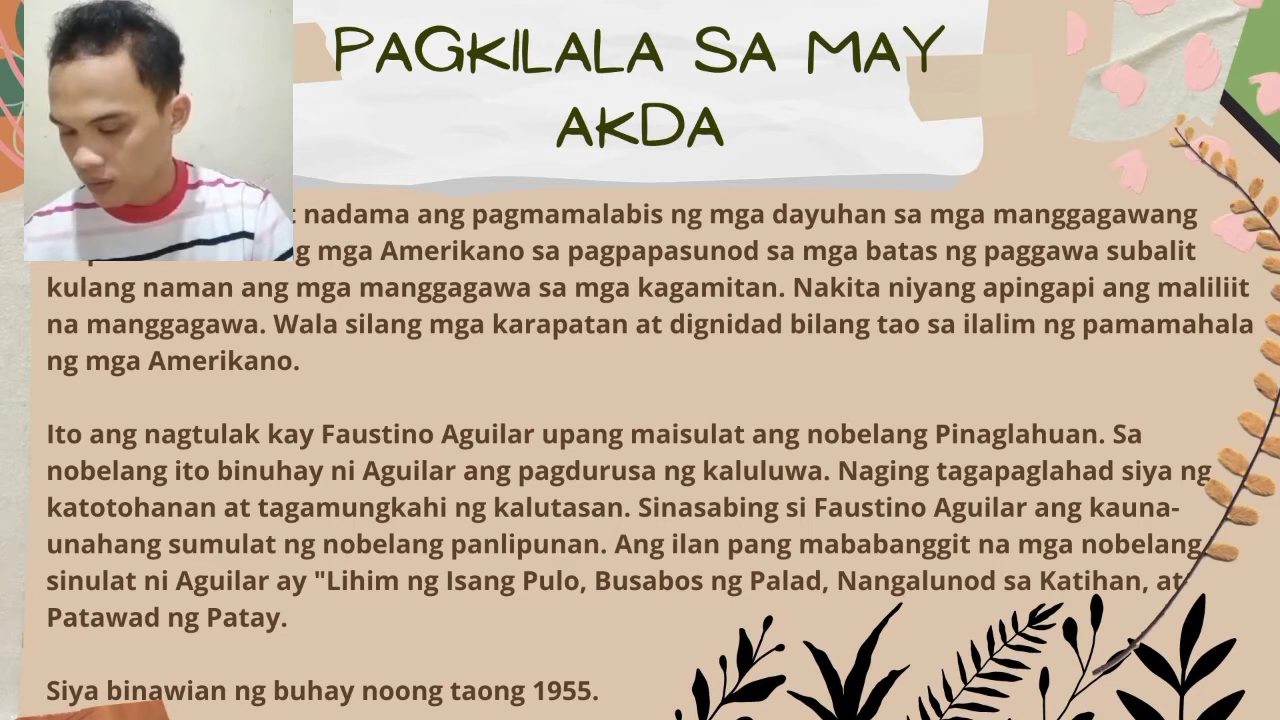 PAGKILALA SA MAY
AKDA
nadama ang pagmamalabis ng mga dayuhan sa mga manggagawang
mga Amerikano sa pagpapasunod sa mga batas ng paggawa subalit
kulang naman ang mga manggagawa sa mga kagamitan. Nakita niyang apingapi ang maliliit
na manggagawa. Wala silang mga karapatan at dignidad bilang tao sa ilalim ng pamamahala
ng mga Amerikano.
Ito ang nagtulak kay Faustino Aguilar upang maisulat ang nobelang Pinaglahuan. Sa
nobelang ito binuhay ni Aguilar ang pagdurusa ng kaluluwa. Naging tagapaglahad siya ng
katotohanan at tagamungkahi ng kalutasan. Sinasabing si Faustino Aguilar ang kauna-
unahang sumulat ng nobelang panlipunan. Ang ilan pang mababanggit na mga nobelang
sinulat ni Aguilar ay "Lihim ng Isang Pulo, Busabos ng Palad, Nangalunod sa Katihan, at
Patawad ng Patay.
Siya binawian ng buhay noong taong 1955.